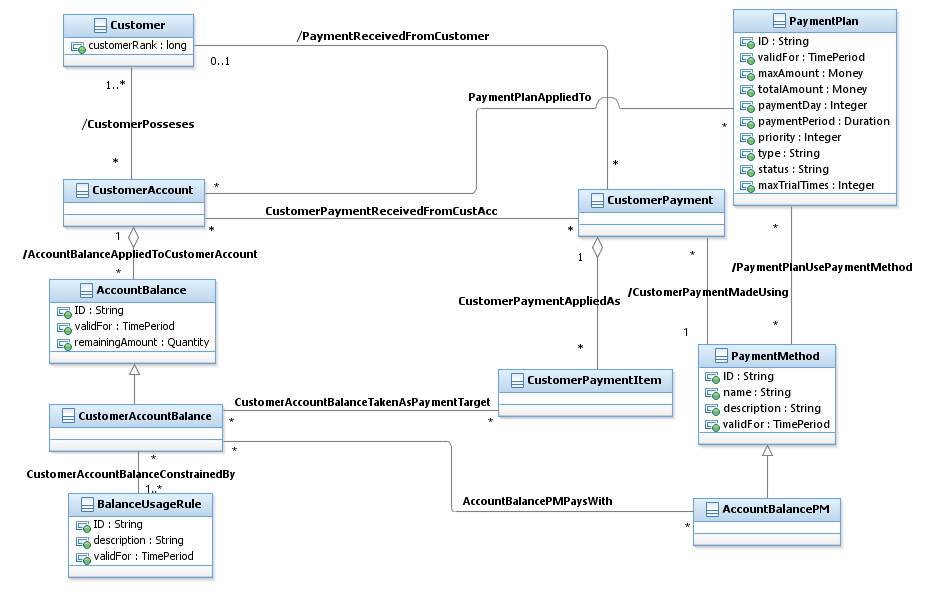 Customer
customerRank : long
/PaymentReceivedFromCustomer
0..1
1..*
/CustomerPosseses
*
PaymentPlan
ID : String
validFor : TimePeriod
maxAmount : Money
totalAmount : Money
paymentDay : Integer
paymentPeriod : Duration
priority : Integer
type : String
status : String
maxTrialTimes : Integer
PaymentPlanAppliedTo
*
*
*
CustomerAccount
CustomerPayment
CustomerPaymentReceivedFromCustAcc
*
*
1
/AccountBalanceAppliedToCustomerAccount
*
1
*
*
/PaymentPlanUsePaymentMethod
/CustomerPaymentMadeUsing
CustomerPaymentAppliedAs
1
*
*
AccountBalance
ID : String
validFor : TimePeriod
remainingAmount : Quantity
PaymentMethod
ID : String
name : String
description : String
validFor : TimePeriod
CustomerPaymentItem
CustomerAccountBalance
CustomerAccountBalanceTakenAsPaymentTarget
*
*
*
*
CustomerAccountBalanceConstrainedBy
1..*
BalanceUsageRule
ID : String
description : String
validFor : TimePeriod
AccountBalancePMPaysWith
*
AccountBalancePM